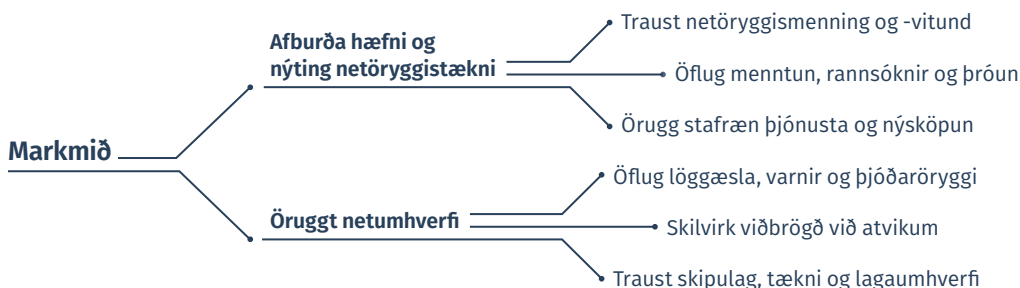 Markmið
Afburða hæfni og
nýting netöryggistækni
Traust netöryggismenning og -vitund
Öflug menntun, rannsóknir og þróun
Örugg stafræn þjónusta og nýsköpun
Öruggt netumhverfi
Öflug löggæsla, varnir og þjóðaröryggi
Skilvirk viðbrögð við atvikum
Traust skipulag, tækni og lagaumhverfi